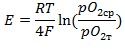 E = RT/4F ln(pO₂ср/pO₂т)